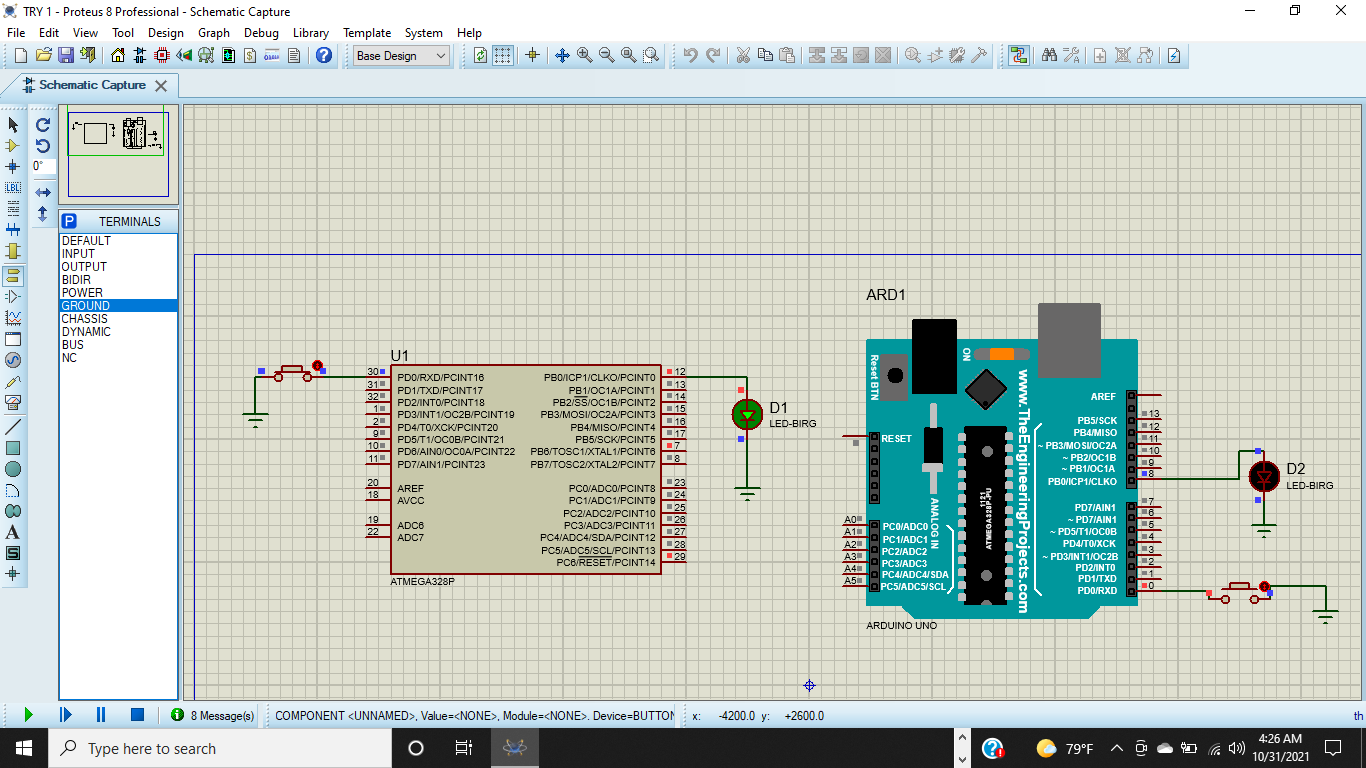 TRY 1 - Proteus 8 Professional - Schematic Capture
File Edit View Tool Design Graph Debug Library Template System Help
Base Design
Schematic Capture
0°
LBL
TERMINALS
DEFAULT
INPUT
OUTPUT
BIDIR
POWER
GROUND
CHASSIS
DYNAMIC
BUS
NC
U1
30 PD0/RXD/PCINT16 PB0/ICP1/CLKO/PCINT0 12
31 PD1/TXD/PCINT17 PB1/OC1A/PCINT1 13
32 PD2/INT0/PCINT18 PB2/SS/OC1B/PCINT2 14
1 PD3/INT1/OC2B/PCINT19 PB3/MOSI/OC2A/PCINT3 15
2 PD4/T0/XCK/PCINT20 PB4/MISO/PCINT4 16
9 PD5/T1/OC0B/PCINT21 PB5/SCK/PCINT5 17
10 PD6/AIN0/OC0A/PCINT22 PB6/TOSC1/XTAL1/PCINT6 7
11 PD7/AIN1/PCINT23 PB7/TOSC2/XTAL2/PCINT7 8
20 AREF PC0/ADC0/PCINT8 23
18 AVCC PC1/ADC1/PCINT9 24
PC2/ADC2/PCINT10 25
19 ADC6 PC3/ADC3/PCINT11 26
22 ADC7 PC4/ADC4/SDA/PCINT12 27
PC5/ADC5/SCL/PCINT13 28
PC6/RESET/PCINT14 29
ATMEGA328P
D1
LED-BIRG
ARD1
Reset BTN
ON
www.TheEngineeringProjects.com
RESET
ANALOG IN
1121
ATMEGA328P-PU
A0 PC0/ADC0
A1 PC1/ADC1
A2 PC2/ADC2
A3 PC3/ADC3
A4 PC4/ADC4/SDA
A5 PC5/ADC5/SCL
AREF
PB5/SCK 13
PB4/MISO 12
~ PB3/MOSI/OC2A 11
~ PB2/OC1B 10
~ PB1/OC1A 9
PB0/ICP1/CLKO 8
PD7/AIN1 7
~ PD7/AIN1 6
~ PD5/T1/OC0B 5
PD4/T0/XCK 4
~ PD3/INT1/OC2B 3
PD2/INT0 2
PD1/TXD 1
PD0/RXD 0
ARDUINO UNO
D2
LED-BIRG
8 Message(s)
COMPONENT <UNNAMED>, Value=<NONE>, Module=<NONE>. Device=BUTTON
x: -4200.0 y: +2600.0
th
Type here to search
79°F
4:26 AM
10/31/2021